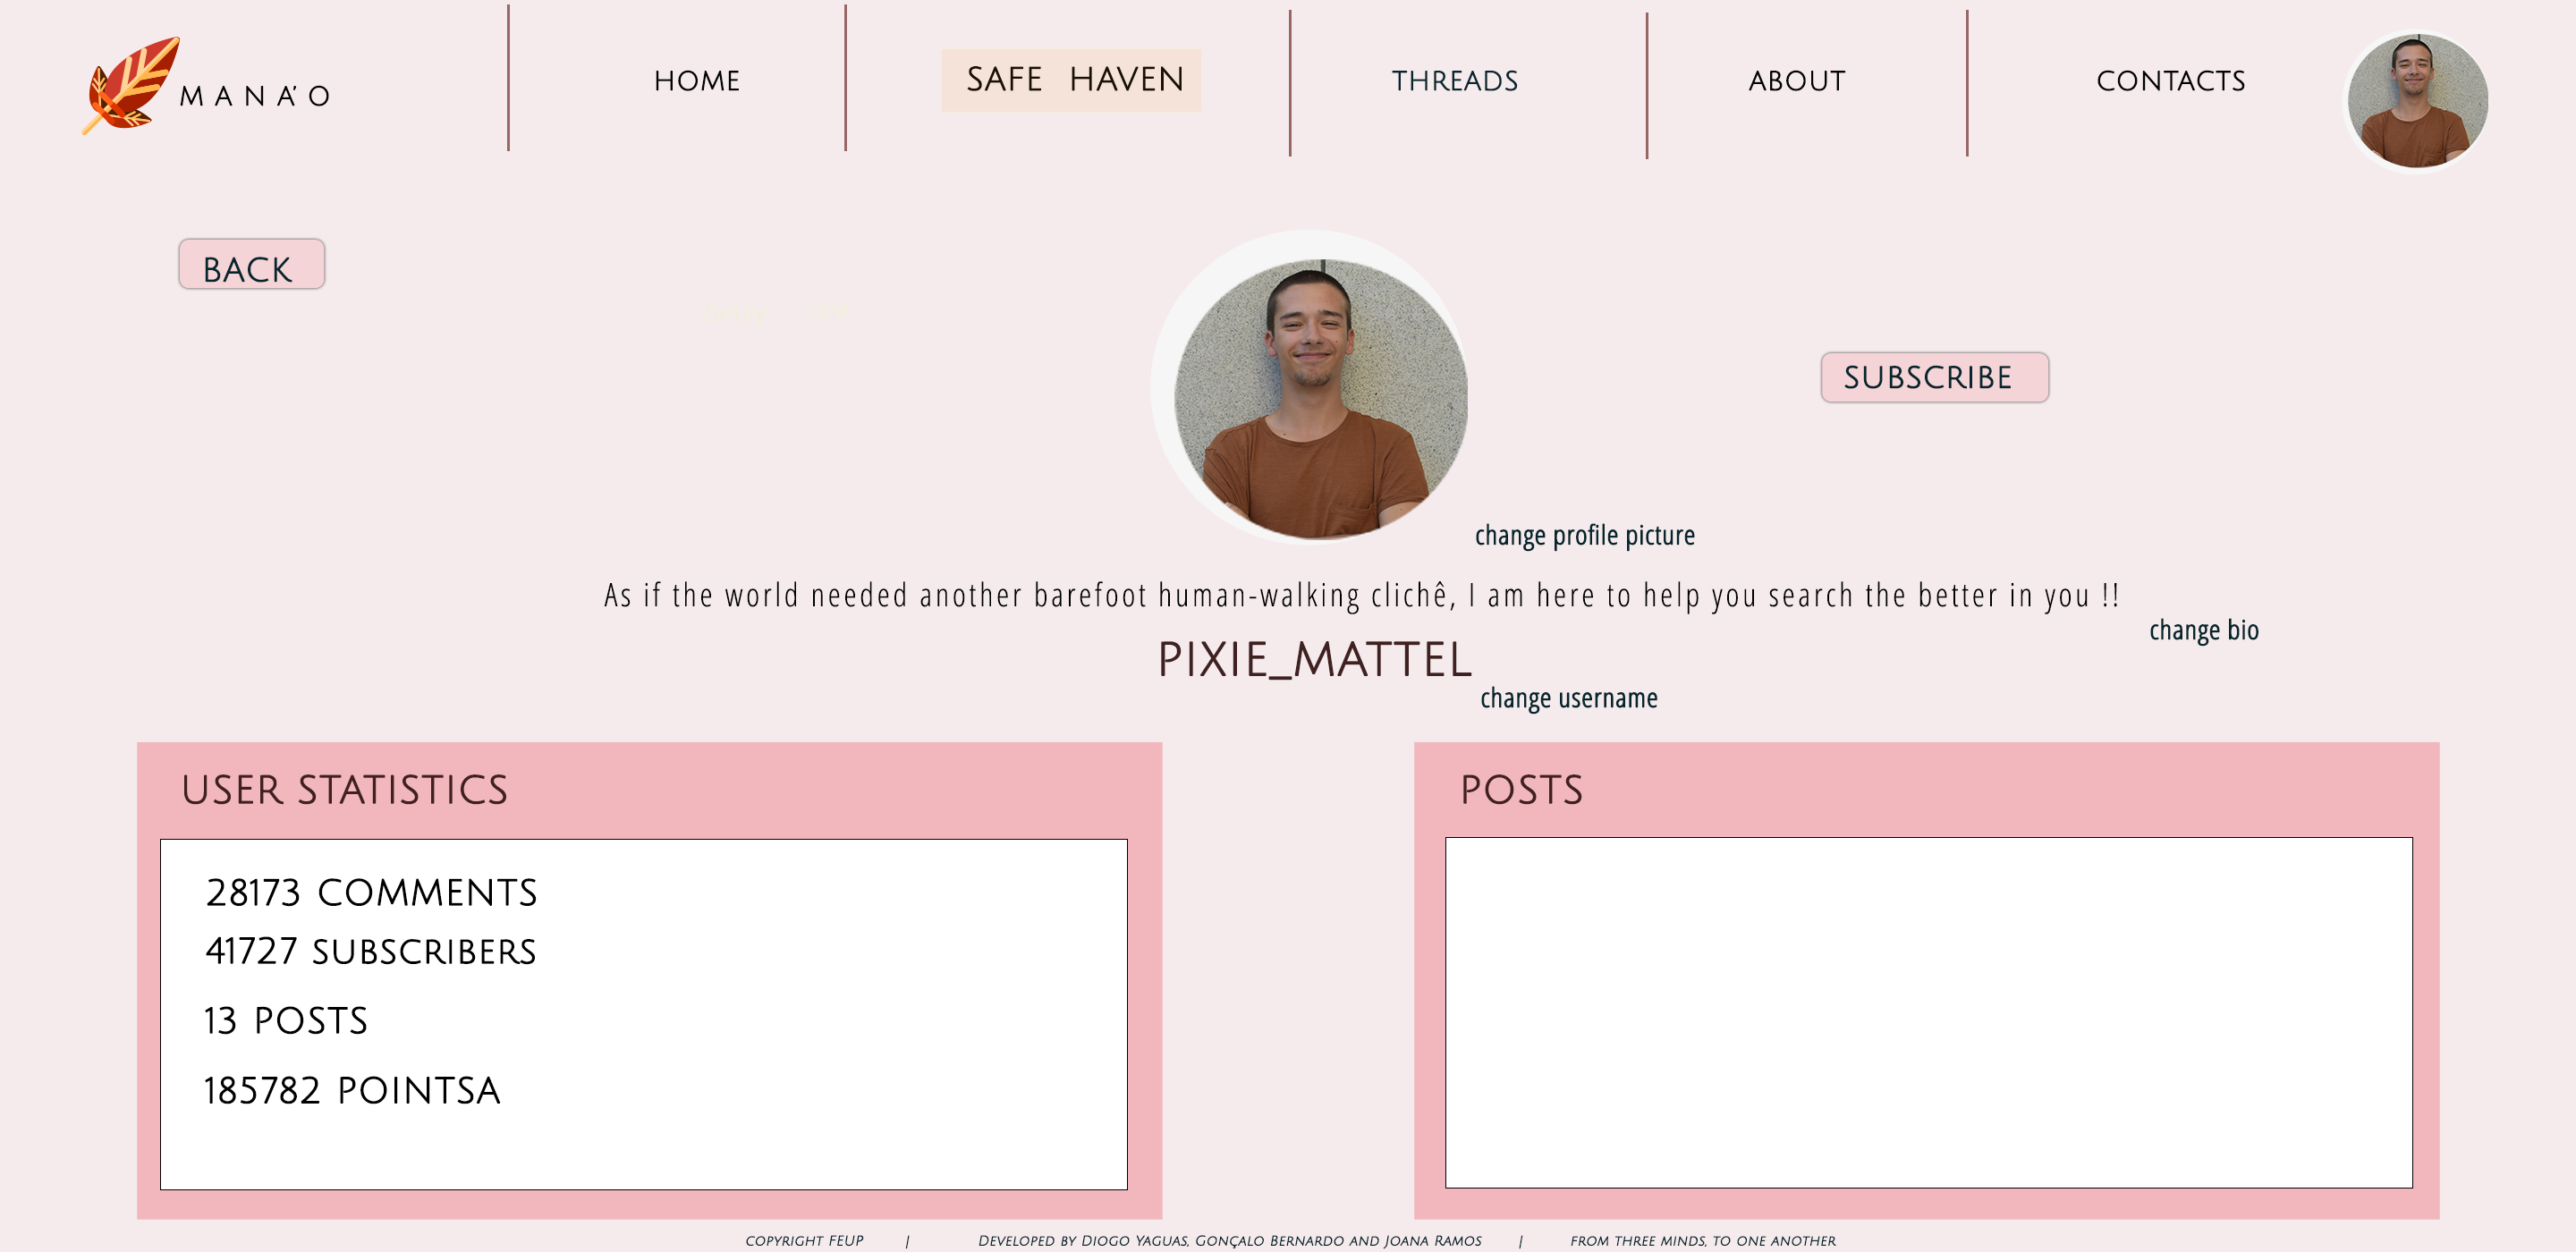 MANA'O
HOME
SAFE HAVEN
THREADS
ABOUT
CONTACTS
BACK
SUBSCRIBE
change profile picture
As if the world needed another barefoot human-walking clichê, I am here to help you search the better in you !!
change bio
PIXIE_MATTEL
change username
USER STATISTICS
28173 COMMENTS
41727 SUBSCRIBERS
13 POSTS
185782 POINTSA
POSTS
COPYRIGHT FEUP | DEVELOPED BY DIOGO YAGUAS, GONÇALO BERNARDO AND JOANA RAMOS | FROM THREE MINDS, TO ONE ANOTHER